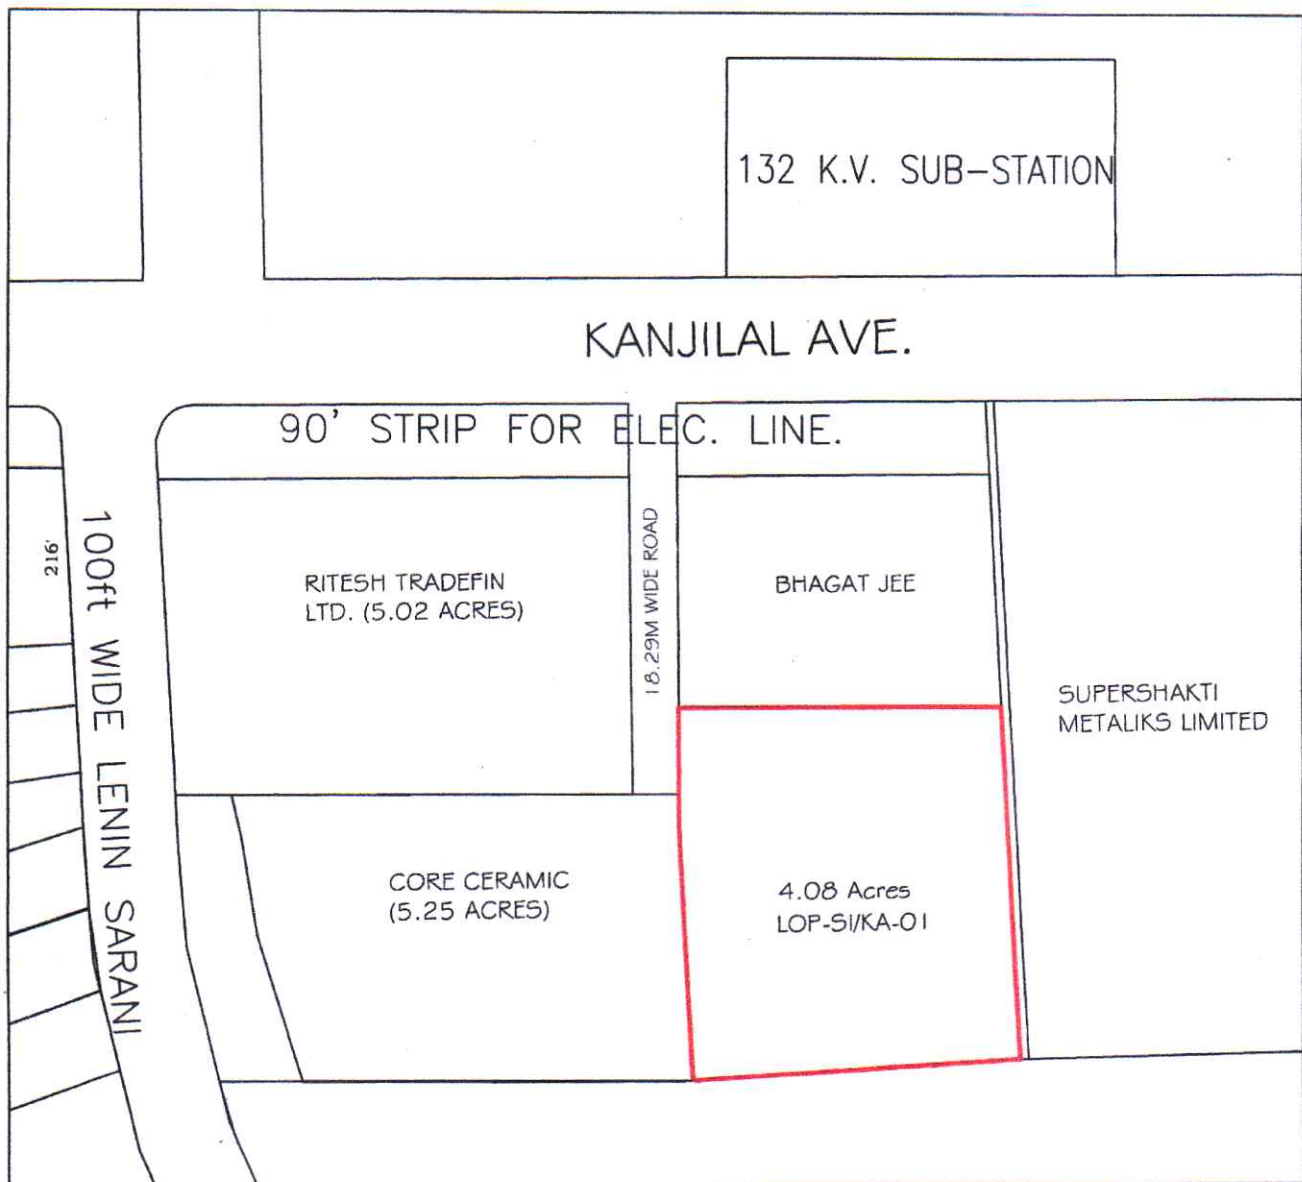 132 K.V. SUB-STATION
KANJILAL AVE.
90' STRIP FOR ELEC. LINE.
216'
100ft WIDE LENIN SARANI
RITESH TRADEFIN
LTD. (5.02 ACRES)
18.29M WIDE ROAD
BHAGAT JEE
SUPERSHAKTI
METALIKS LIMITED
CORE CERAMIC
(5.25 ACRES)
4.08 Acres
LOP-SI/KA-01